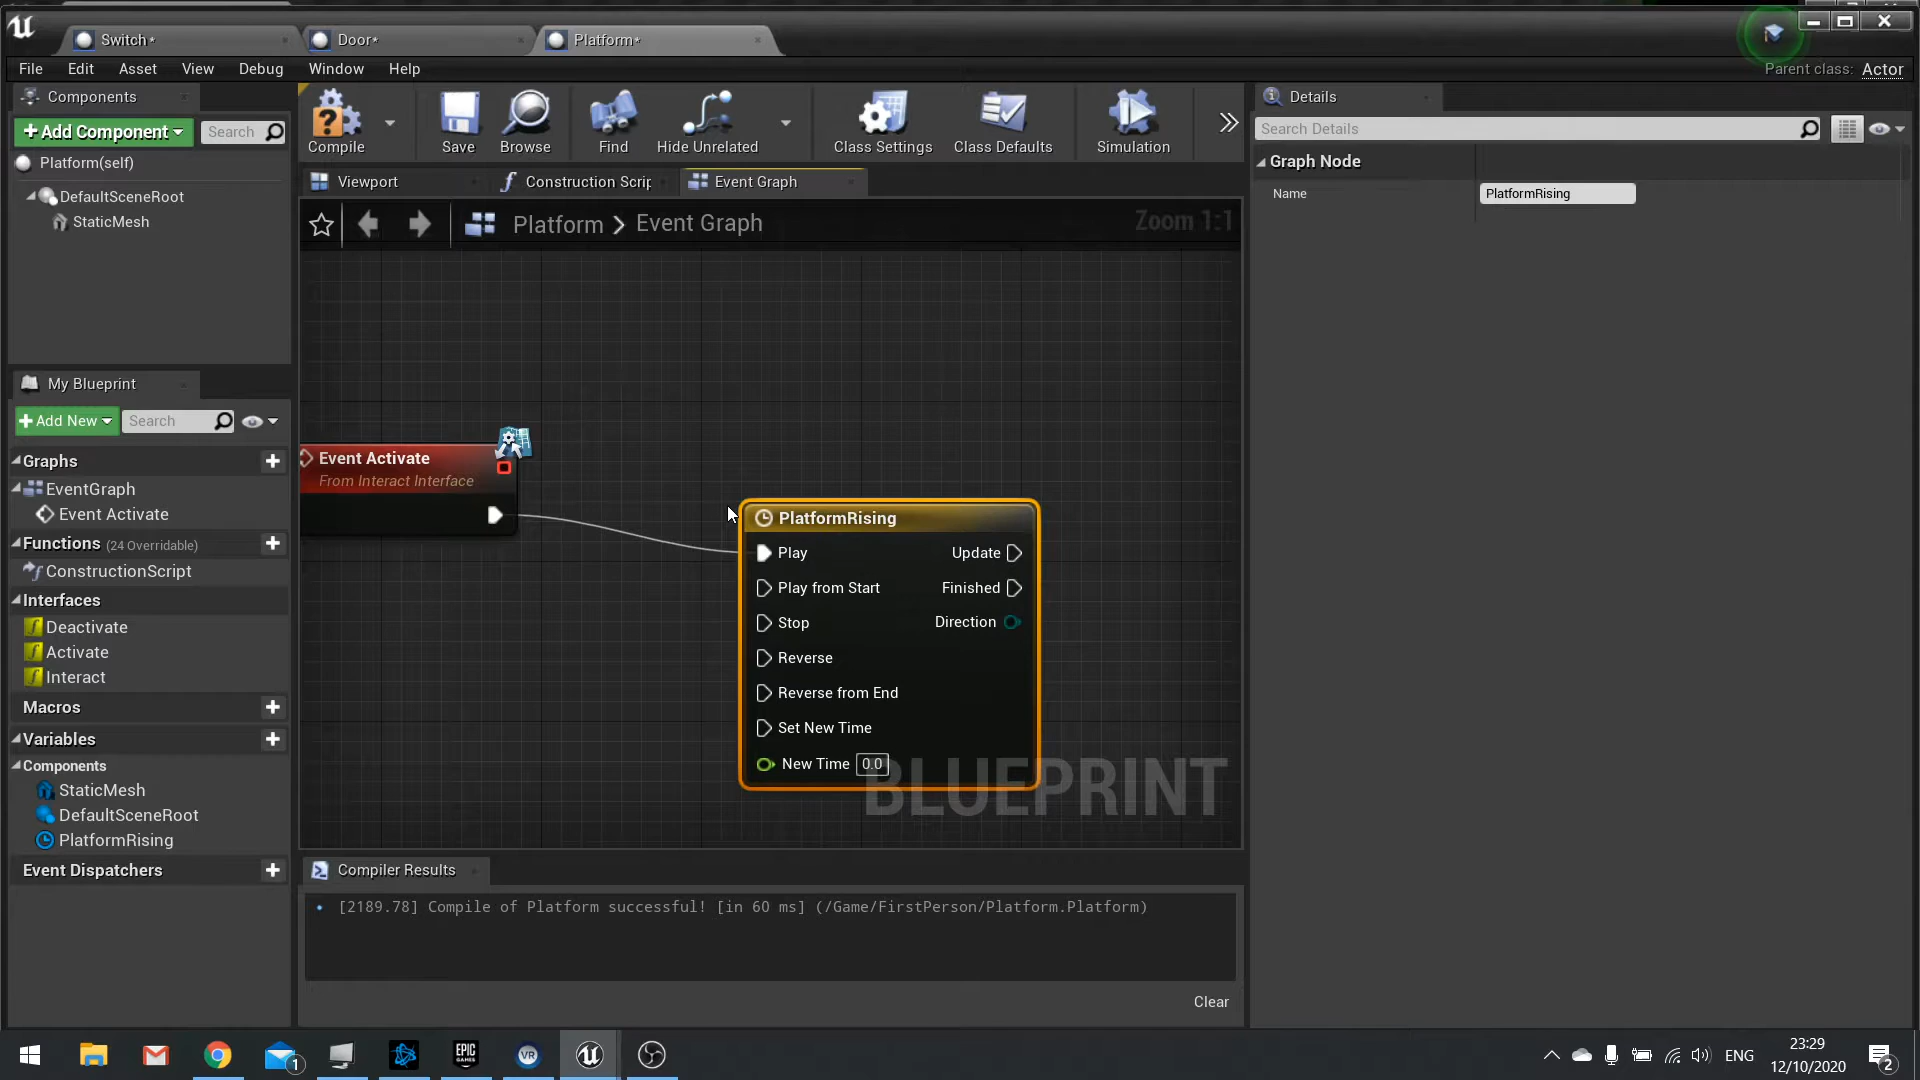 Switch*
Door*
Platform*
File Edit Asset View Debug Window Help
Parent class: Actor
Components
+Add Component
Search
Platform(self)
DefaultSceneRoot
StaticMesh
My Blueprint
+Add New
Search
Graphs
EventGraph
Event Activate
Functions (24 Overridable)
ConstructionScript
Interfaces
Deactivate
Activate
Interact
Macros
Variables
Components
StaticMesh
DefaultSceneRoot
PlatformRising
Event Dispatchers
Compile
Save
Browse
Find
Hide Unrelated
Class Settings
Class Defaults
Simulation
Viewport
Construction Scrip
Event Graph
Platform > Event Graph
Zoom 1:1
Event Activate
From Interact Interface
PlatformRising
Play
Update
Play from Start
Finished
Stop
Direction
Reverse
Reverse from End
Set New Time
New Time 0.0
BLUEPRINT
Compiler Results
[2189.78] Compile of Platform successful! [in 60 ms] (/Game/FirstPerson/Platform.Platform)
Clear
Details
Search Details
Graph Node
Name
PlatformRising
1
EPIC
GAMES
VR
ENG
23:29
12/10/2020
2